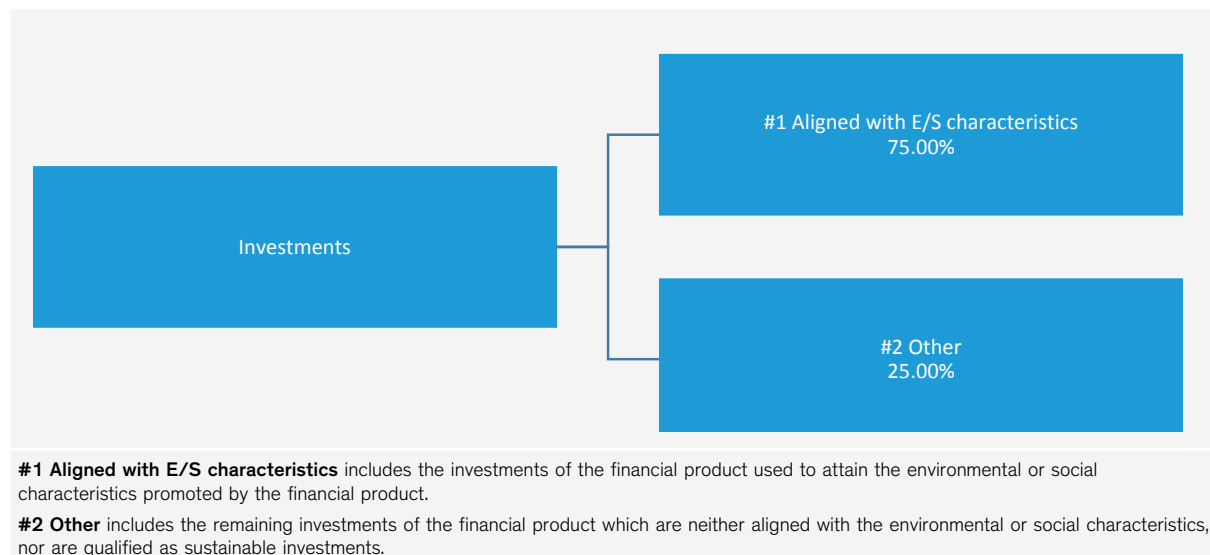 #1 Aligned with E/S characteristics
75.00%
Investments
#2 Other
25.00%
#1 Aligned with E/S characteristics includes the investments of the financial product used to attain the environmental or social
characteristics promoted by the financial product.
#2 Other includes the remaining investments of the financial product which are neither aligned with the environmental or social characteristics,
nor are qualified as sustainable investments.